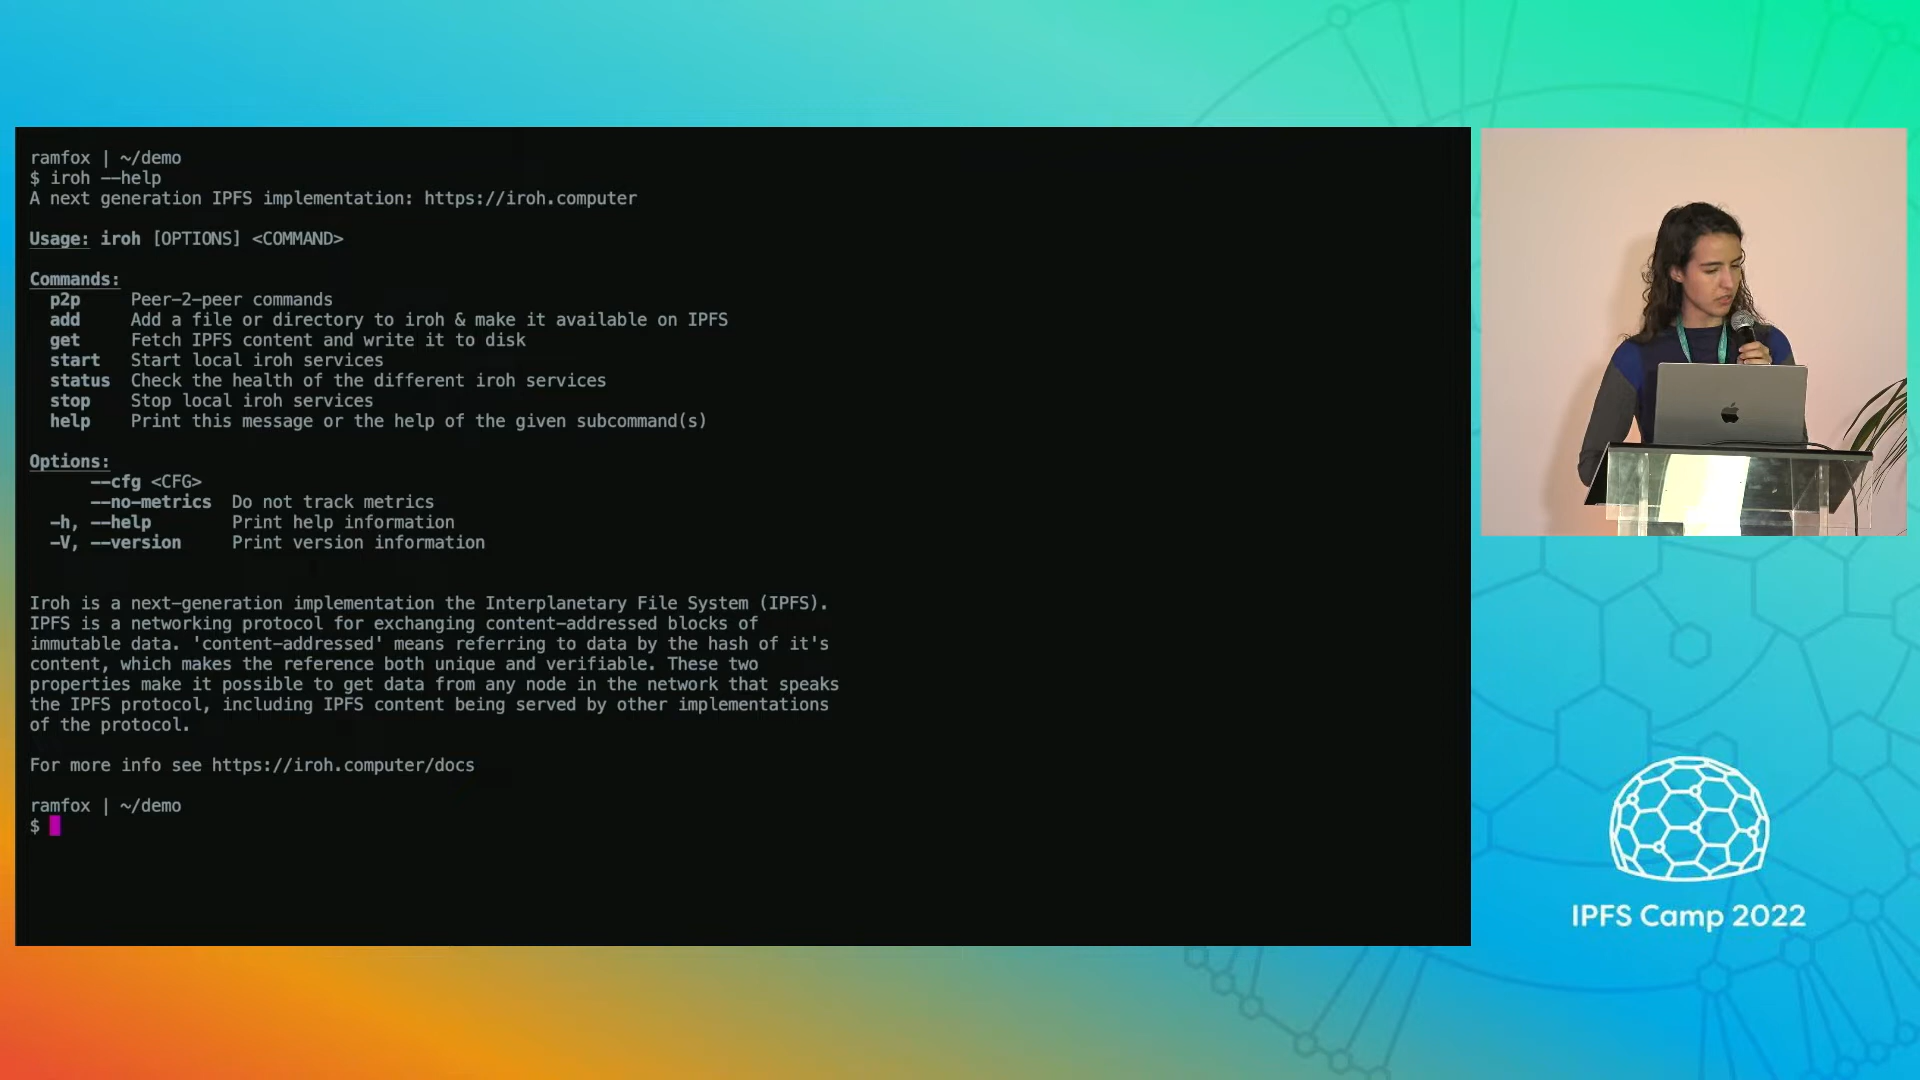 ramfox | ~/demo
$ iroh --help
A next generation IPFS implementation: https://iroh.computer
Usage: iroh [OPTIONS] <COMMAND>
Commands:
p2p Peer-2-peer commands
add Add a file or directory to iroh & make it available on IPFS
get Fetch IPFS content and write it to disk
start Start local iroh services
status Check the health of the different iroh services
stop Stop local iroh services
help Print this message or the help of the given subcommand(s)
Options:
--cfg <CFG>
--no-metrics Do not track metrics
-h, --help Print help information
-V, --version Print version information
Iroh is a next-generation implementation the Interplanetary File System (IPFS).
IPFS is a networking protocol for exchanging content-addressed blocks of
immutable data. 'content-addressed' means referring to data by the hash of it's
content, which makes the reference both unique and verifiable. These two
properties make it possible to get data from any node in the network that speaks
the IPFS protocol, including IPFS content being served by other implementations
of the protocol.
For more info see https://iroh.computer/docs
ramfox | ~/demo
$
IPFS Camp 2022